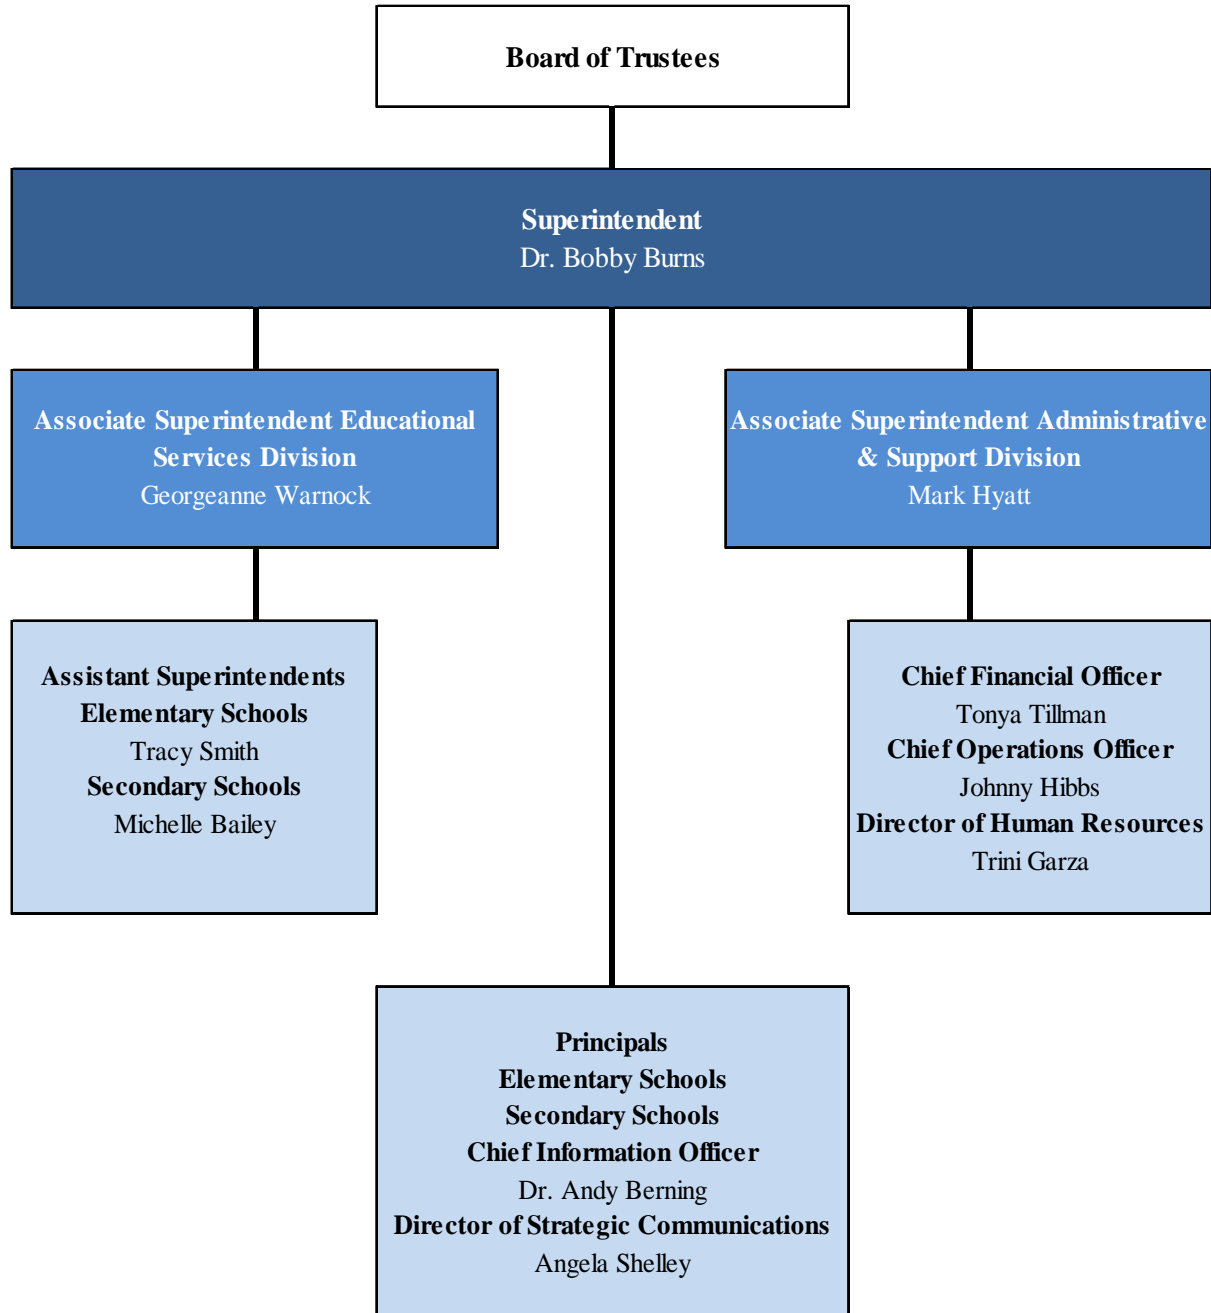 Board of Trustees
Superintendent
Dr. Bobby Burns
Associate Superintendent Educational
Services Division
Georgeanne Warnock
Associate Superintendent Administrative
& Support Division
Mark Hyatt
Assistant Superintendents
Elementary Schools
Tracy Smith
Secondary Schools
Michelle Bailey
Chief Financial Officer
Tonya Tillman
Chief Operations Officer
Johnny Hibbs
Director of Human Resources
Trini Garza
Principals
Elementary Schools
Secondary Schools
Chief Information Officer
Dr. Andy Berning
Director of Strategic Communications
Angela Shelley